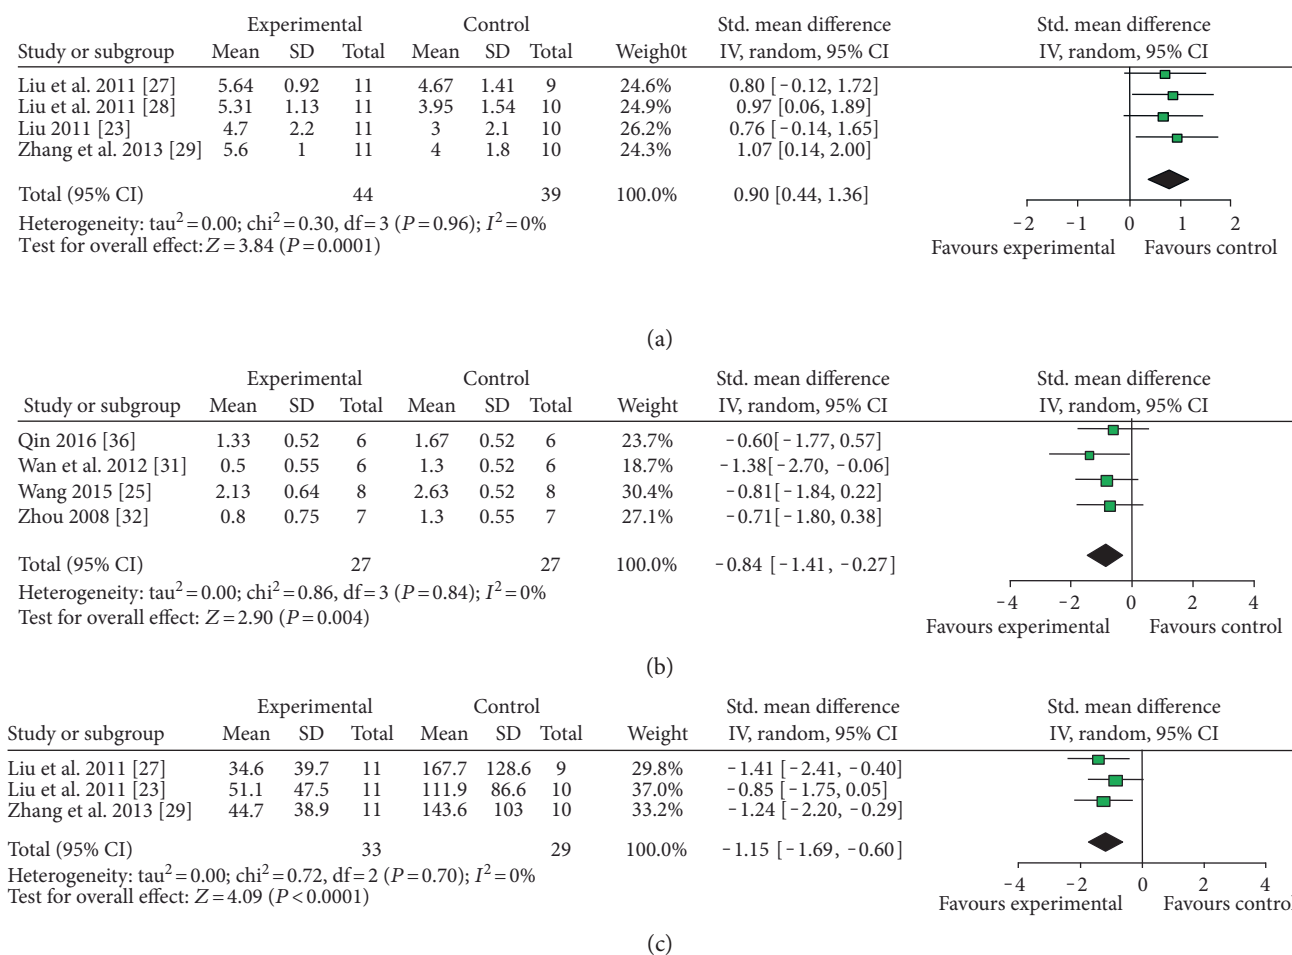 Experimental Control Std. mean difference Std. mean difference
Study or subgroup Mean SD Total Mean SD Total Weigh0t IV, random, 95% CI IV, random, 95% CI
Liu et al. 2011 [27] 5.64 0.92 11 4.67 1.41 9 24.6% 0.80 [−0.12, 1.72]
Liu et al. 2011 [28] 5.31 1.13 11 3.95 1.54 10 24.9% 0.97 [0.06, 1.89]
Liu 2011 [23] 4.7 2.2 11 3 2.1 10 26.2% 0.76 [−0.14, 1.65]
Zhang et al. 2013 [29] 5.6 1 11 4 1.8 10 24.3% 1.07 [0.14, 2.00]
Total (95% CI) 44 39 100.0% 0.90 [0.44, 1.36]
Heterogeneity: tau²=0.00; chi²=0.30, df=3 (P=0.96); I²=0%
−2 −1 0 1 2
Test for overall effect: Z=3.84 (P=0.0001)
Favours experimental Favours control
(a)
Experimental Control Std. mean difference Std. mean difference
Study or subgroup Mean SD Total Mean SD Total Weight IV, random, 95% CI IV, random, 95% CI
Qin 2016 [36] 1.33 0.52 6 1.67 0.52 6 23.7% −0.60[−1.77, 0.57]
Wan et al. 2012 [31] 0.5 0.55 6 1.3 0.52 6 18.7% −1.38[−2.70, −0.06]
Wang 2015 [25] 2.13 0.64 8 2.63 0.52 8 30.4% −0.81[−1.84, 0.22]
Zhou 2008 [32] 0.8 0.75 7 1.3 0.55 7 27.1% −0.71[−1.80, 0.38]
Total (95% CI) 27 27 100.0% −0.84 [−1.41, −0.27]
Heterogeneity: tau²=0.00; chi²=0.86, df=3 (P=0.84); I²=0%
−4 −2 0 2 4
Test for overall effect: Z=2.90 (P=0.004)
Favours experimental Favours control
(b)
Experimental Control Std. mean difference Std. mean difference
Study or subgroup Mean SD Total Mean SD Total Weight IV, random, 95% CI IV, random, 95% CI
Liu et al. 2011 [27] 34.6 39.7 11 167.7 128.6 9 29.8% −1.41 [−2.41, −0.40]
Liu et al. 2011 [23] 51.1 47.5 11 111.9 86.6 10 37.0% −0.85 [−1.75, 0.05]
Zhang et al. 2013 [29] 44.7 38.9 11 143.6 103 10 33.2% −1.24 [−2.20, −0.29]
Total (95% CI) 33 29 100.0% −1.15 [−1.69, −0.60]
Heterogeneity: tau²=0.00; chi²=0.72, df=2 (P=0.70); I²=0%
−4 −2 0 2 4
Test for overall effect: Z=4.09 (P<0.0001)
Favours experimental Favours control
(c)